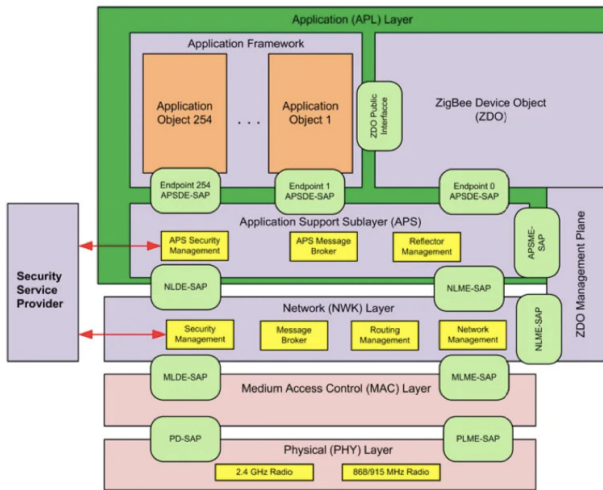 Application (APL) Layer
Application Framework
Application
Object 254
. . .
Application
Object 1
ZDO Public
Interfacce
ZigBee Device Object
(ZDO)
Endpoint 254
APSDE-SAP
Endpoint 1
APSDE-SAP
Endpoint 0
APSDE-SAP
Application Support Sublayer (APS)
APS Security
Management
APS Message
Broker
Reflector
Management
APSME-
SAP
ZDO Management Plane
Security
Service
Provider
NLDE-SAP
NLME-SAP
Network (NWK) Layer
Security
Management
Message
Broker
Routing
Management
Network
Management
NLME-SAP
MLDE-SAP
MLME-SAP
Medium Access Control (MAC) Layer
PD-SAP
PLME-SAP
Physical (PHY) Layer
2.4 GHz Radio
868/915 MHz Radio